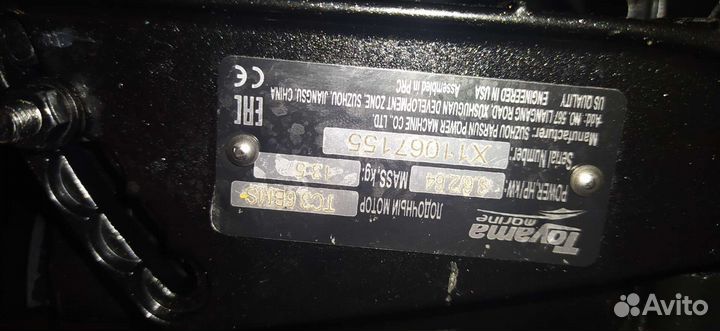 Toyama
marine
ЛОДОЧНЫЙ МОТОР
TC3.6BMS
POWER, HP/KW:
3.6/2.64
MASS, kg:
13.5
Serial Number:
X11067155
Manufacturer: SUZHOU PARSUN POWER MACHINE CO., LTD.
Add: NO. 567 LIANGANG ROAD, XUSHUGUAN DEVELOPMENT ZONE SUZHOU, JIANGSU, CHINA
US QUALITY ENGINEERED IN USA Assembled in PRC
EAC
CE
Avito